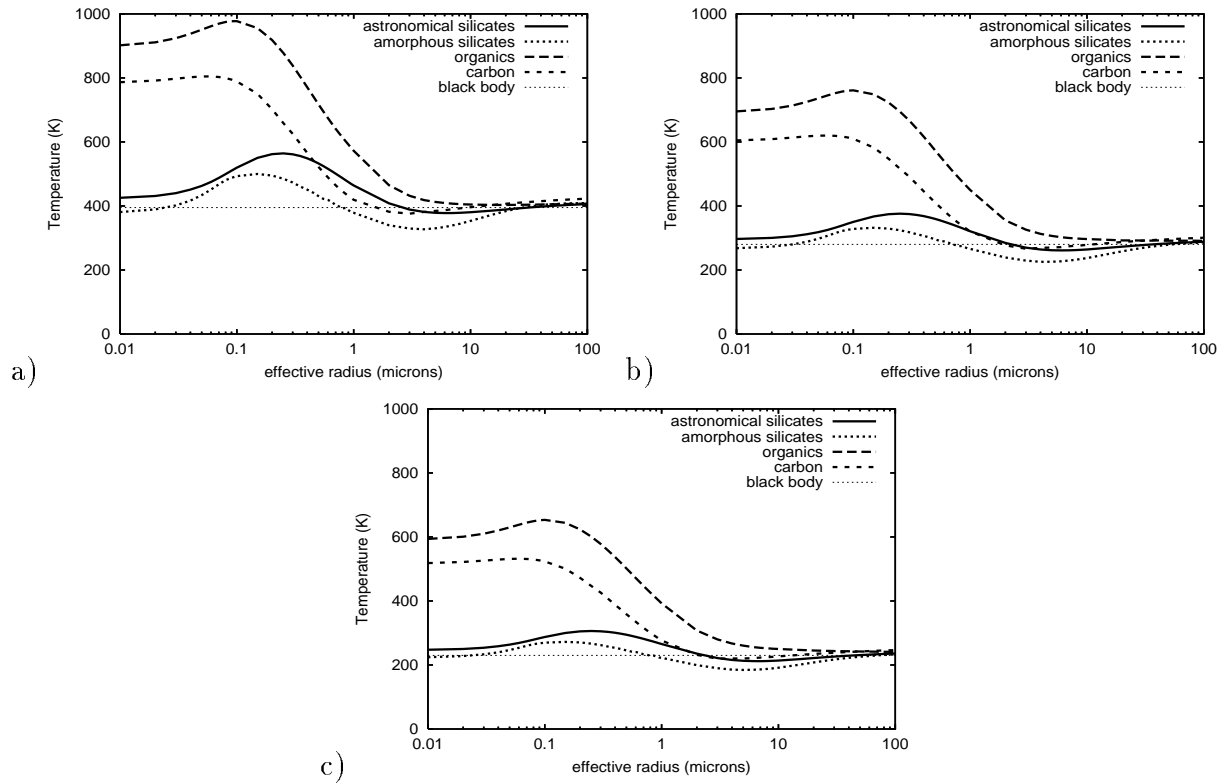 1000
800
600
400
200
0
Temperature (K)
astronomical silicates
amorphous silicates
organics
carbon
black body
0.01 0.1 1 10 100
effective radius (microns)
a)
1000
800
600
400
200
0
Temperature (K)
astronomical silicates
amorphous silicates
organics
carbon
black body
0.01 0.1 1 10 100
effective radius (microns)
b)
1000
800
600
400
200
0
Temperature (K)
astronomical silicates
amorphous silicates
organics
carbon
black body
0.01 0.1 1 10 100
effective radius (microns)
c)